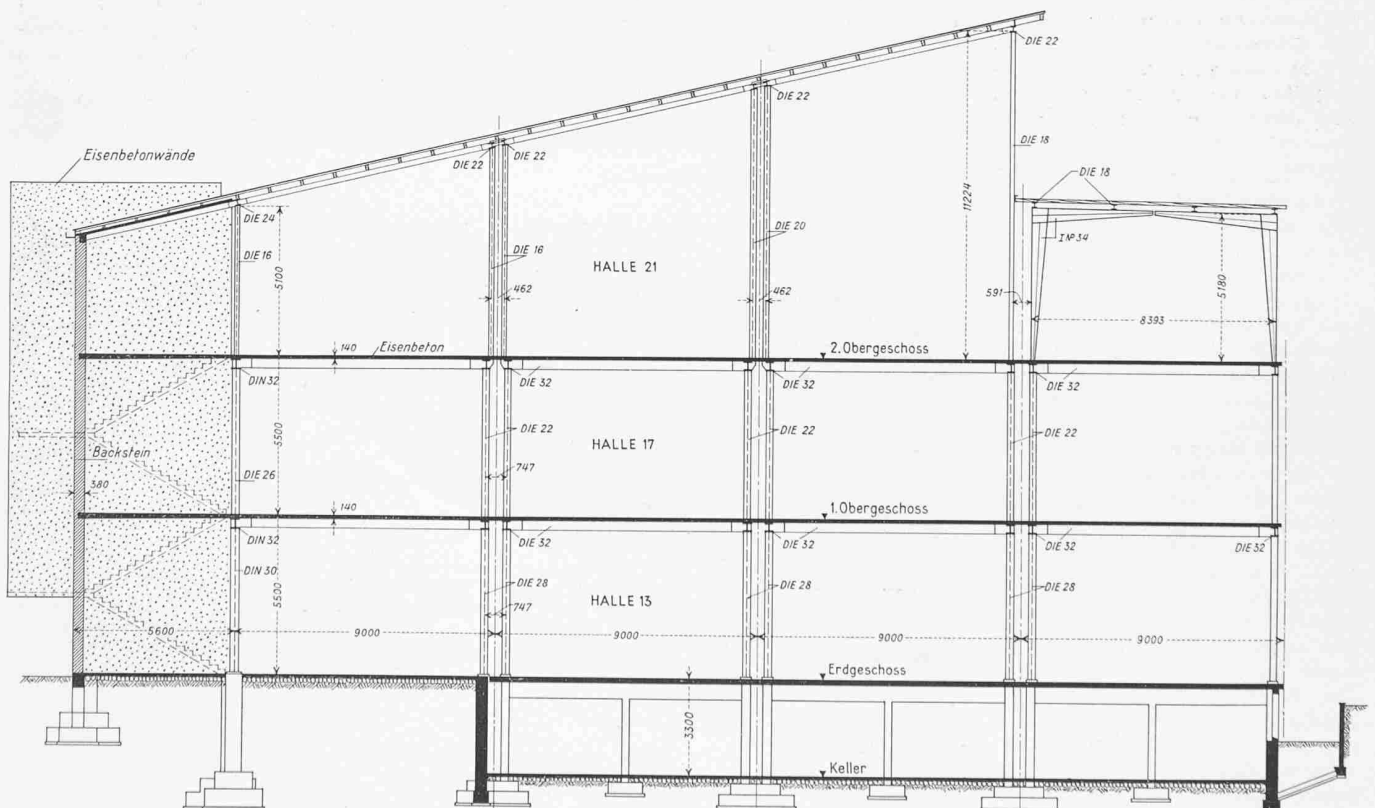 DIE 22
DIE 22
DIE 18
Eisenbetonwände
DIE 22
DIE 22
DIE 18
11224
DIE 24
DIE 20
INP 34
DIE 16
5100
DIE 16
HALLE 21
462
462
591
5180
8393
140
Eisenbeton
2. Obergeschoss
DIN 32
DIE 32
DIE 32
DIE 32
5500
DIE 22
DIE 22
DIE 22
HALLE 17
Backstein
747
380
DIE 26
140
1. Obergeschoss
DIN 32
DIE 32
DIE 32
DIE 32
DIE 32
DIN 30
5500
DIE 28
DIE 28
DIE 28
HALLE 13
747
5600
9000
9000
9000
9000
Erdgeschoss
3300
Keller